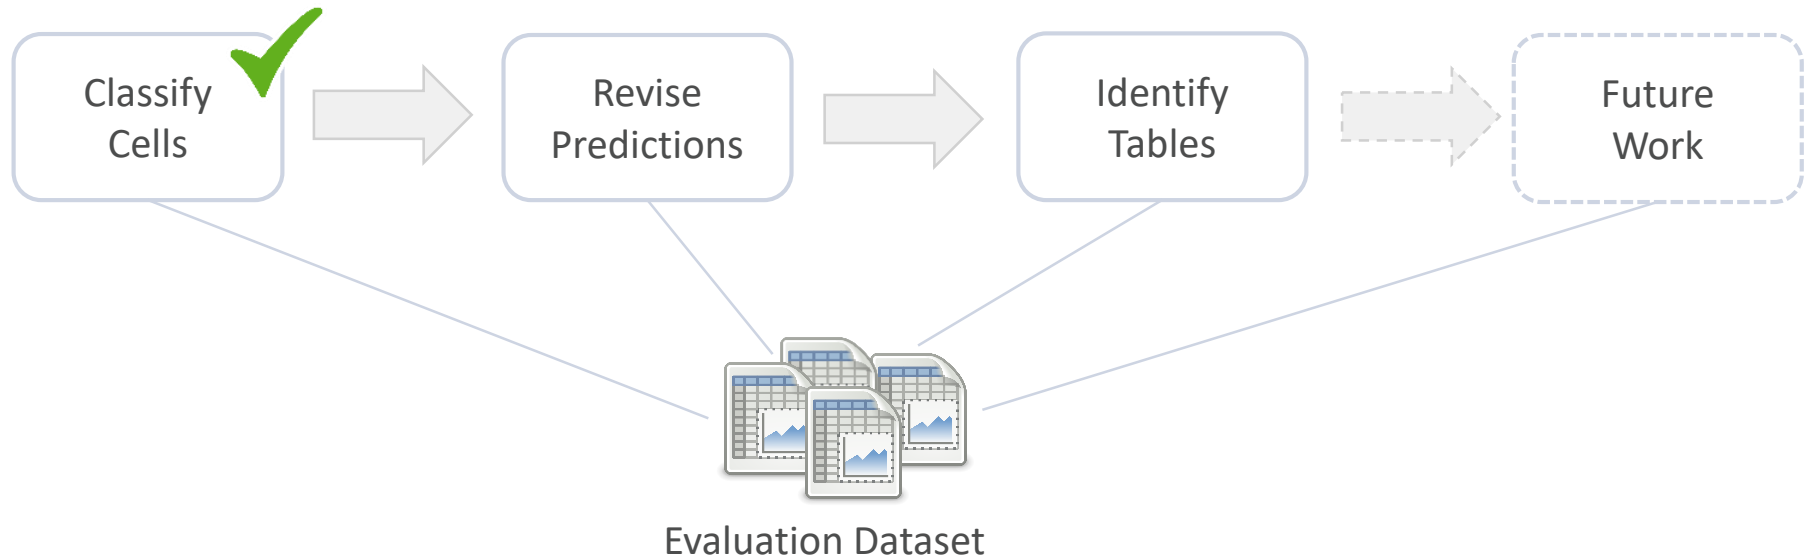 Classify
Cells
Revise
Predictions
Identify
Tables
Future
Work
Evaluation Dataset